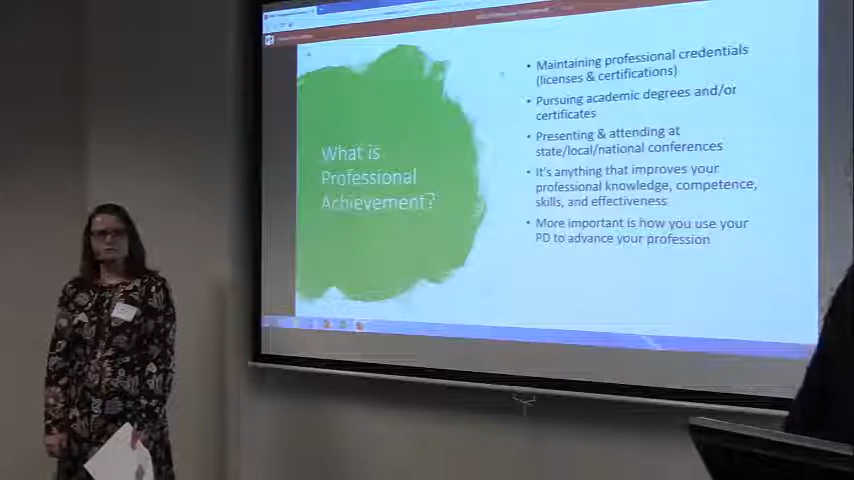 What is
Professional
Achievement?
• Maintaining professional credentials
(licenses & certifications)
• Pursuing academic degrees and/or
certificates
• Presenting & attending at
state/local/national conferences
• It's anything that improves your
professional knowledge, competence,
skills, and effectiveness
• More important is how you use your
PD to advance your profession